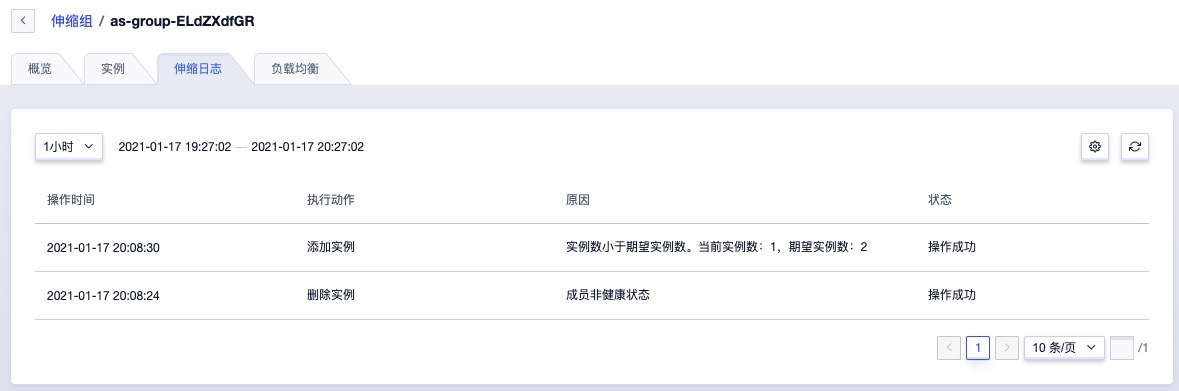 伸缩组 / as-group-ELdZXdfGR
概览 实例 伸缩日志 负载均衡
1小时 2021-01-17 19:27:02 — 2021-01-17 20:27:02
操作时间 执行动作 原因 状态
2021-01-17 20:08:30 添加实例 实例数小于期望实例数。当前实例数：1，期望实例数：2 操作成功
2021-01-17 20:08:24 删除实例 成员非健康状态 操作成功
1 10 条/页 /1